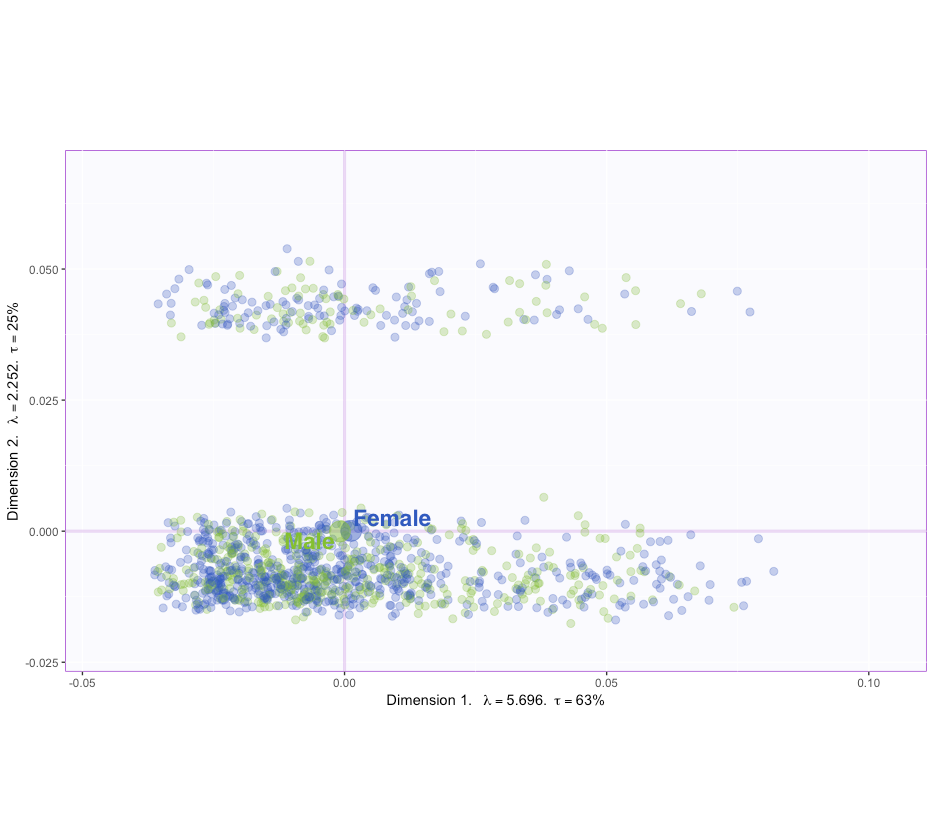 0.050
0.025
0.000
-0.025
Dimension 2. λ = 2.252. τ = 25%
Female
Male
-0.05 0.00 0.05 0.10
Dimension 1. λ = 5.696. τ = 63%